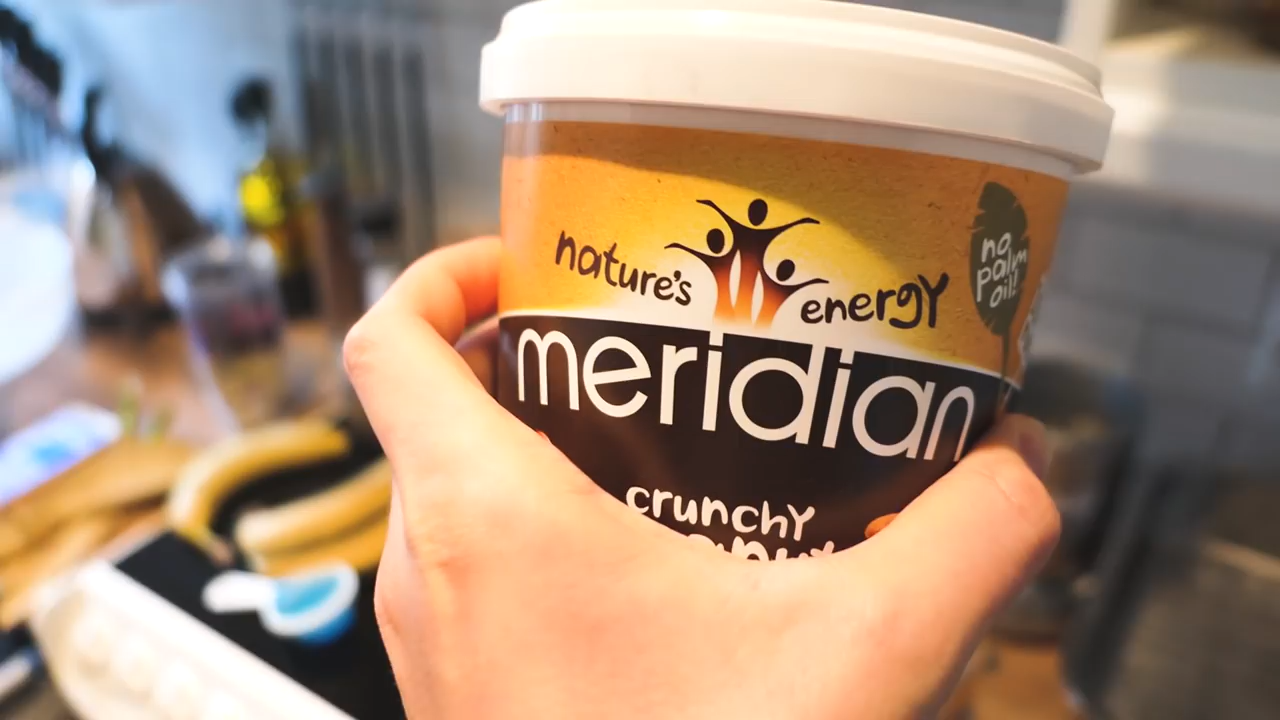 nature's energy
no
palm
oil!
meridian
crunchy